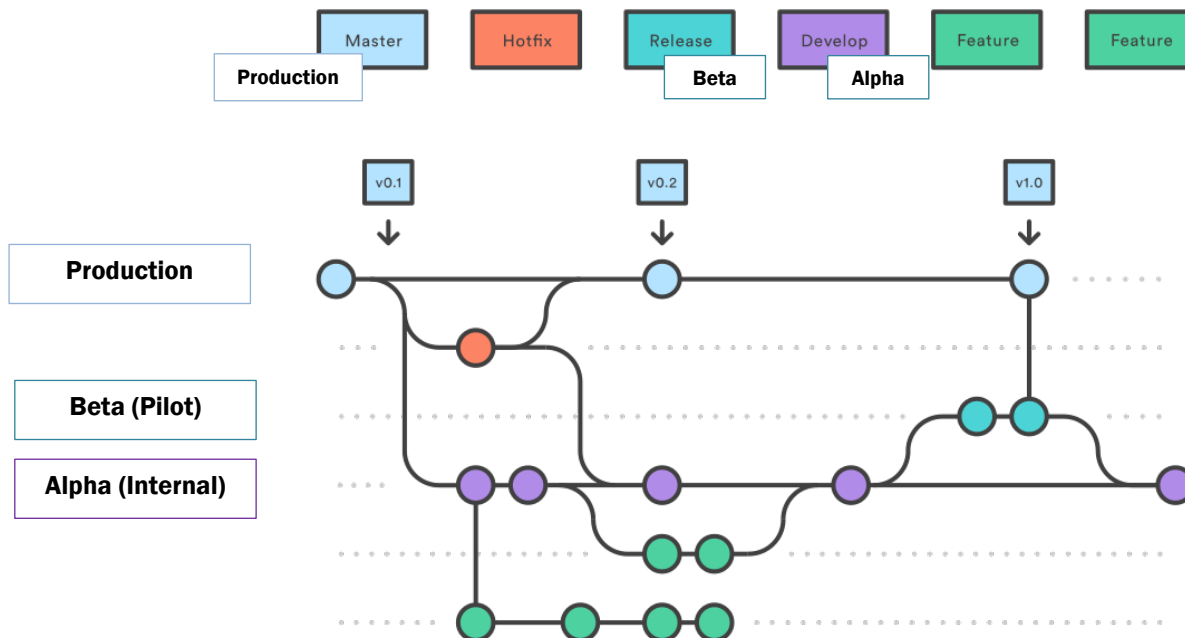 Master
Hotfix
Release
Develop
Feature
Feature
Production
Beta
Alpha
v0.1
v0.2
v1.0
Production
Beta (Pilot)
Alpha (Internal)